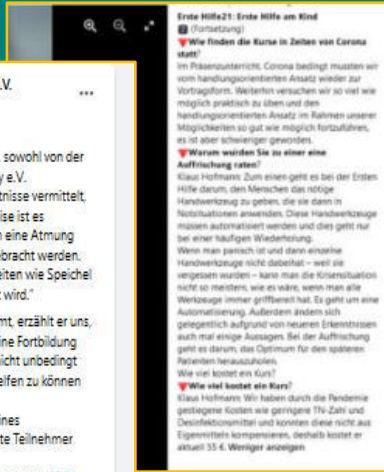 e.V.
...
, sowohl von der
y e.V.
tnisse vermittelt,
ise ist es
n eine Atmung
ebracht werden.
eiten wie Speichel
t wird."
mt, erzählt er uns,
ine Fortbildung
nicht unbedingt
elfen zu können
ines
te Teilnehmer
Erste Hilfe21: Erste Hilfe am Kind
2 (Fortsetzung)
Wie finden die Kurse in Zeiten von Corona
statt?
Im Präsenzunterricht. Corona bedingt mussten wir
vom handlungsorientierten Ansatz wieder zur
Vortragsform. Weiterhin versuchen wir so viel wie
möglich praktisch zu üben und den
handlungsorientierten Ansatz im Rahmen unserer
Möglichkeiten so gut wie möglich fortzuführen,
es ist aber schwieriger geworden.
Warum würden Sie zu einer eine
Auffrischung raten?
Klaus Hofmann: Zum einen geht es bei der Ersten
Hilfe darum, den Menschen das nötige
Handwerkzeug zu geben, die sie dann in
Notsituationen anwenden. Diese Handwerkzeuge
müssen automatisiert werden und dies geht nur
bei einer häufigen Wiederholung.
Wenn man panisch ist und dann einzelne
Handwerkzeuge nicht dabeihat – weil sie
vergessen wurden – kann man die Krisensituation
nicht so meistern, wie es wäre, wenn man alle
Werkzeuge immer griffbereit hat. Es geht um eine
Automatisierung. Außerdem ändern sich
gelegentlich aufgrund von neueren Erkenntnissen
auch mal einige Aussagen. Bei der Auffrischung
geht es darum, das Optimum für den späteren
Patienten herauszuholen.
Wie viel kostet ein Kurs?
Wie viel kostet ein Kurs?
Klaus Hofmann: Wir haben durch die Pandemie
gestiegene Kosten wie geringere TN-Zahl und
Desinfektionsmittel und konnten diese nicht aus
Eigenmitteln kompensieren, deshalb kostet er
aktuell 55 €. Weniger anzeigen